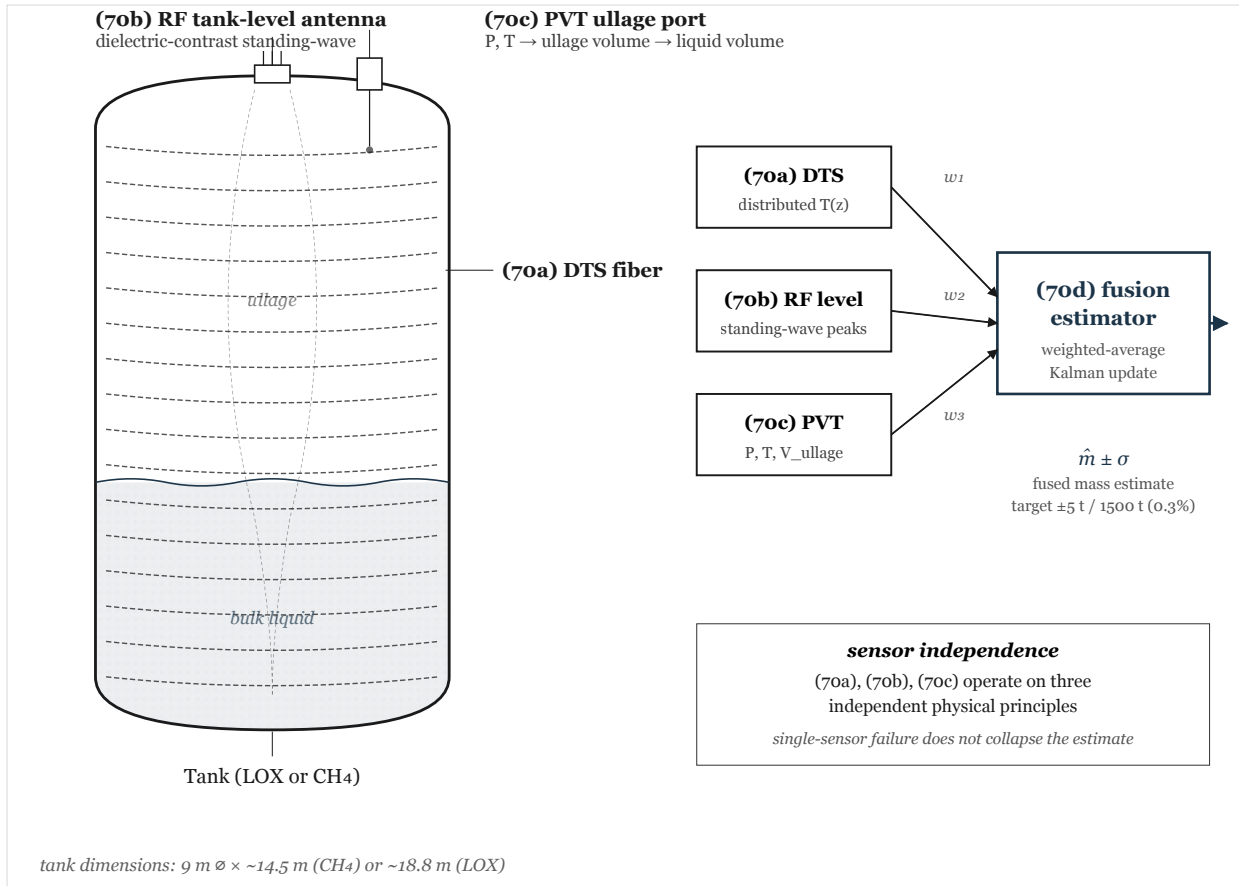 (70b) RF tank-level antenna
dielectric-contrast standing-wave
(70c) PVT ullage port
P, T → ullage volume → liquid volume
ullage
(70a) DTS fiber
bulk liquid
Tank (LOX or CH₄)
(70a) DTS
distributed T(z)
w₁
(70b) RF level
standing-wave peaks
w₂
(70c) PVT
P, T, V_ullage
w₃
(70d) fusion
estimator
weighted-average
Kalman update
m̂ ± σ
fused mass estimate
target ±5 t / 1500 t (0.3%)
sensor independence
(70a), (70b), (70c) operate on three
independent physical principles
single-sensor failure does not collapse the estimate
tank dimensions: 9 m ⌀ × ~14.5 m (CH₄) or ~18.8 m (LOX)